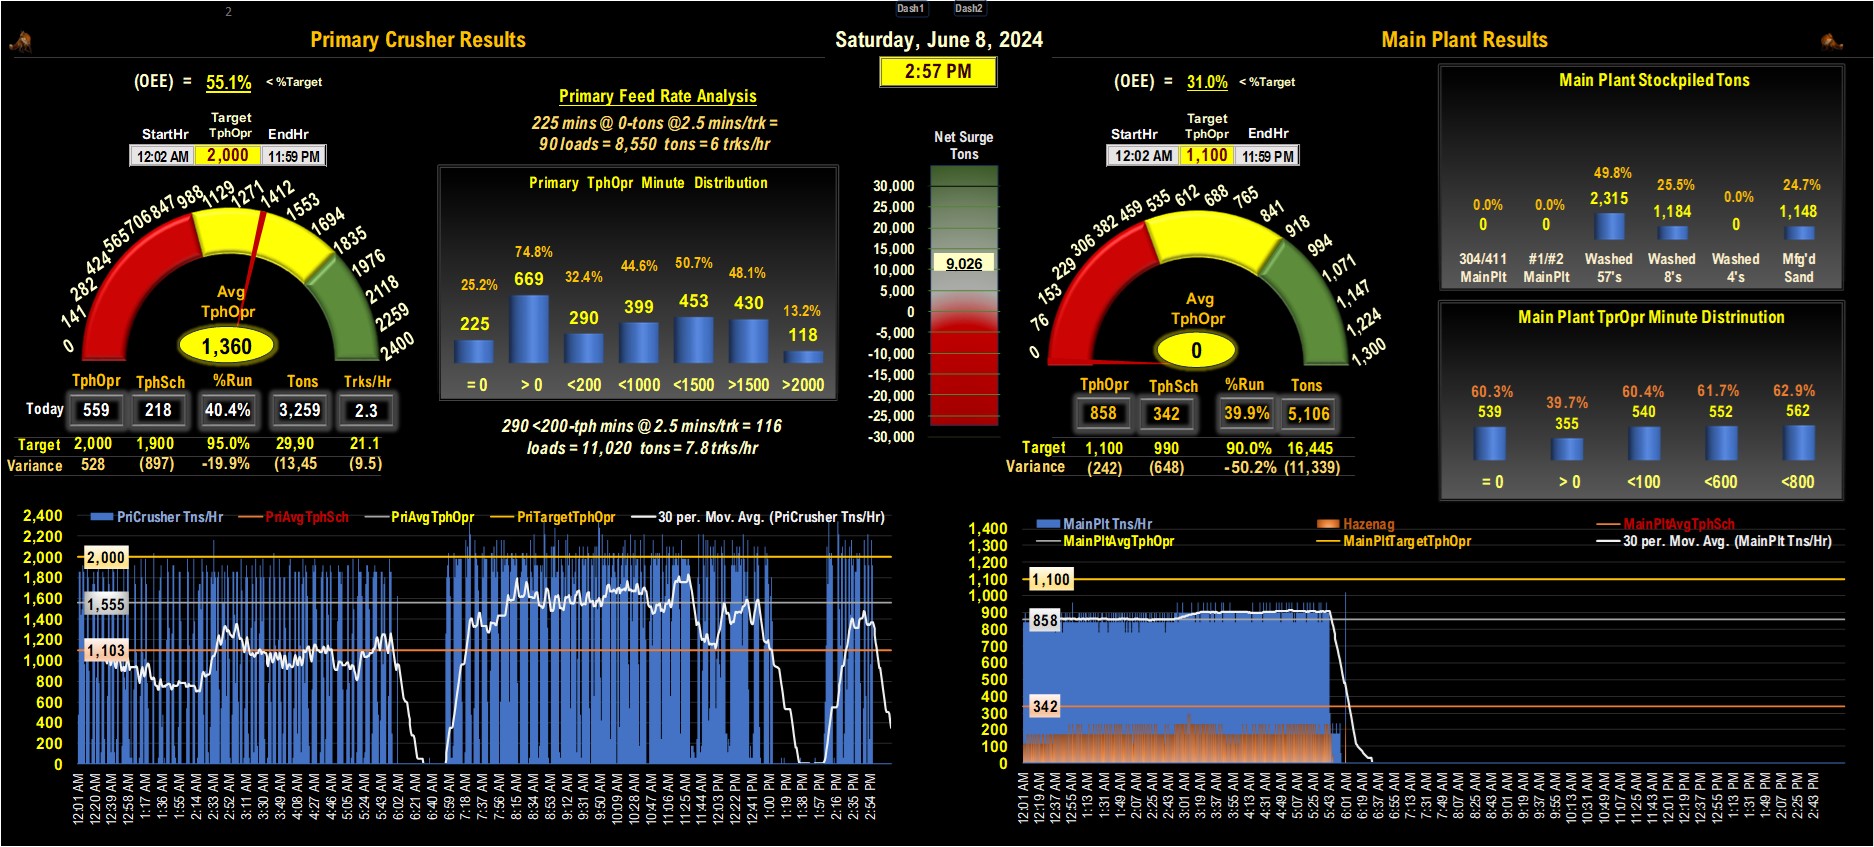 2
Dash1 Dash2
Primary Crusher Results
Saturday, June 8, 2024
Main Plant Results
2:57 PM
(OEE) = 55.1% < %Target
StartHr Target TphOpr EndHr
12:02 AM 2,000 11:59 PM
0 141 282 424 565 706 847 988 1129 1271 1412 1553 1694 1835 1976 2118 2259 2400
Avg
TphOpr
1,360
TphOpr TphSch %Run Tons Trks/Hr
Today 559 218 40.4% 3,259 2.3
Target 2,000 1,900 95.0% 29,90 21.1
Variance 528 (897) -19.9% (13,45 (9.5)
Primary Feed Rate Analysis
225 mins @ 0-tons @2.5 mins/trk =
90 loads = 8,550 tons = 6 trks/hr
Primary TphOpr Minute Distribution
25.2% 74.8% 32.4% 44.6% 50.7% 48.1% 13.2%
225 669 290 399 453 430 118
= 0 > 0 <200 <1000 <1500 >1500 >2000
290 <200-tph mins @ 2.5 mins/trk = 116
loads = 11,020 tons = 7.8 trks/hr
Net Surge
Tons
30,000
25,000
20,000
15,000
10,000
5,000
0
-5,000
-10,000
-15,000
-20,000
-25,000
-30,000
9,026
(OEE) = 31.0% < %Target
StartHr Target TphOpr EndHr
12:02 AM 1,100 11:59 PM
0 76 153 229 306 382 459 535 612 688 765 841 918 994 1,071 1,147 1,224 1,300
Avg
TphOpr
0
TphOpr TphSch %Run Tons
858 342 39.9% 5,106
Target 1,100 990 90.0% 16,445
Variance (242) (648) -50.2% (11,339)
Main Plant Stockpiled Tons
0.0% 0.0% 49.8% 25.5% 0.0% 24.7%
0 0 2,315 1,184 0 1,148
304/411 #1/#2 Washed Washed Washed Mfg'd
MainPlt MainPlt 57's 8's 4's Sand
Main Plant TprOpr Minute Distrinution
60.3% 39.7% 60.4% 61.7% 62.9%
539 355 540 552 562
= 0 > 0 <100 <600 <800
PriCrusher Tns/Hr PriAvgTphSch PriAvgTphOpr PriTargetTphOpr 30 per. Mov. Avg. (PriCrusher Tns/Hr)
2,400
2,200
2,000
1,800
1,600
1,400
1,200
1,000
800
600
400
200
0
2,000
1,555
1,103
12:01 AM 12:20 AM 12:39 AM 12:58 AM 1:17 AM 1:36 AM 1:55 AM 2:14 AM 2:33 AM 2:52 AM 3:11 AM 3:30 AM 3:49 AM 4:08 AM 4:27 AM 4:46 AM 5:05 AM 5:24 AM 5:43 AM 6:02 AM 6:21 AM 6:40 AM 6:59 AM 7:18 AM 7:37 AM 7:56 AM 8:15 AM 8:34 AM 8:53 AM 9:12 AM 9:31 AM 9:50 AM 10:09 AM 10:28 AM 10:47 AM 11:06 AM 11:25 AM 11:44 AM 12:03 PM 12:22 PM 12:41 PM 1:00 PM 1:19 PM 1:38 PM 1:57 PM 2:16 PM 2:35 PM 2:54 PM
MainPlt Tns/Hr Hazenag MainPltAvgTphSch
MainPltAvgTphOpr MainPltTargetTphOpr 30 per. Mov. Avg. (MainPlt Tns/Hr)
1,400
1,300
1,200
1,100
1,000
900
800
700
600
500
400
300
200
100
0
1,100
858
342
12:01 AM 12:19 AM 12:37 AM 12:55 AM 1:13 AM 1:31 AM 1:49 AM 2:07 AM 2:25 AM 2:43 AM 3:01 AM 3:19 AM 3:37 AM 3:55 AM 4:13 AM 4:31 AM 4:49 AM 5:07 AM 5:25 AM 5:43 AM 6:01 AM 6:19 AM 6:37 AM 6:55 AM 7:13 AM 7:31 AM 7:49 AM 8:07 AM 8:25 AM 8:43 AM 9:01 AM 9:19 AM 9:37 AM 9:55 AM 10:13 AM 10:31 AM 10:49 AM 11:07 AM 11:25 AM 11:43 AM 12:01 PM 12:19 PM 12:37 PM 12:55 PM 1:13 PM 1:31 PM 1:49 PM 2:07 PM 2:25 PM 2:43 PM